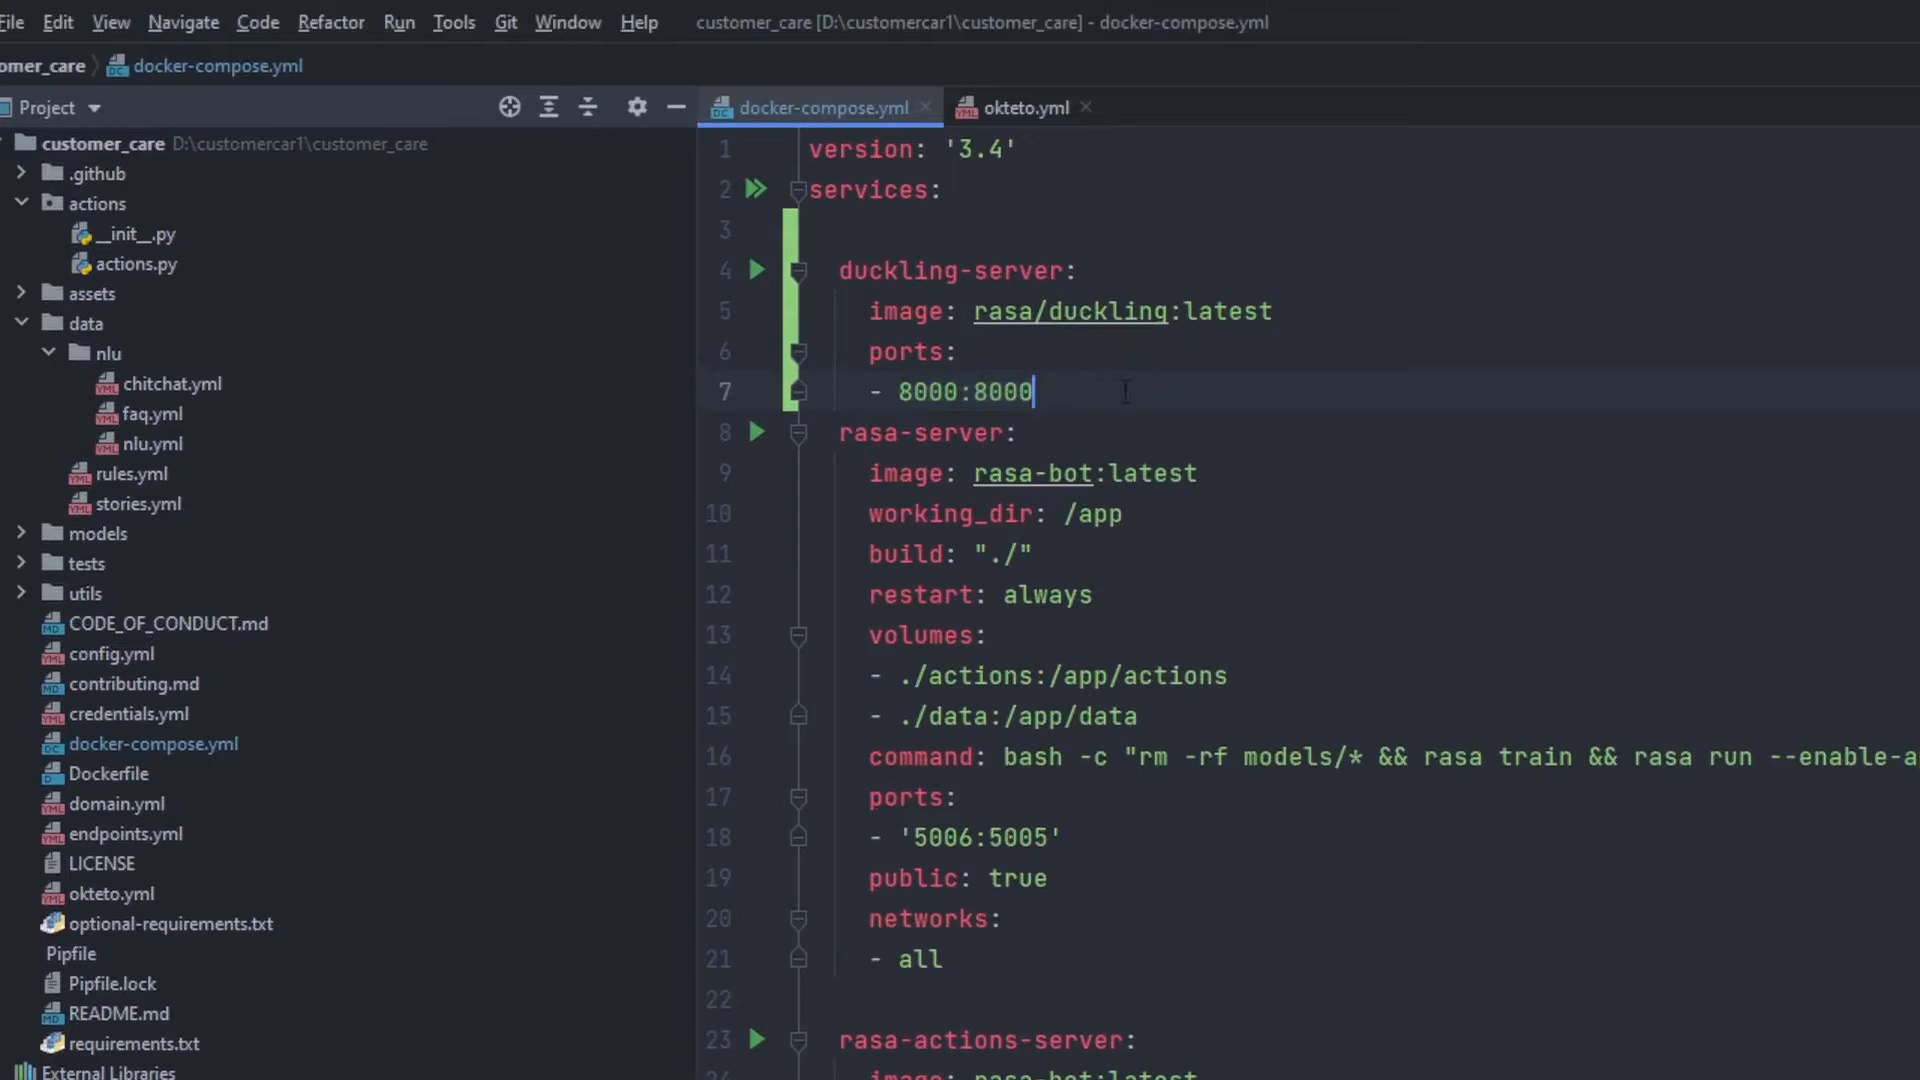 File Edit View Navigate Code Refactor Run Tools Git Window Help customer_care [D:\customercar1\customer_care] - docker-compose.yml
omer_care docker-compose.yml
Project
docker-compose.yml okteto.yml
customer_care D:\customercar1\customer_care
.github
actions
__init__.py
actions.py
assets
data
nlu
chitchat.yml
faq.yml
nlu.yml
rules.yml
stories.yml
models
tests
utils
CODE_OF_CONDUCT.md
config.yml
contributing.md
credentials.yml
docker-compose.yml
Dockerfile
domain.yml
endpoints.yml
LICENSE
okteto.yml
optional-requirements.txt
Pipfile
Pipfile.lock
README.md
requirements.txt
External Libraries
1 version: '3.4'
2 services:
3
4 duckling-server:
5 image: rasa/duckling:latest
6 ports:
7 - 8000:8000
8 rasa-server:
9 image: rasa-bot:latest
10 working_dir: /app
11 build: "./"
12 restart: always
13 volumes:
14 - ./actions:/app/actions
15 - ./data:/app/data
16 command: bash -c "rm -rf models/* && rasa train && rasa run --enable-a
17 ports:
18 - '5006:5005'
19 public: true
20 networks:
21 - all
22
23 rasa-actions-server:
24 image: rasa-bot:latest